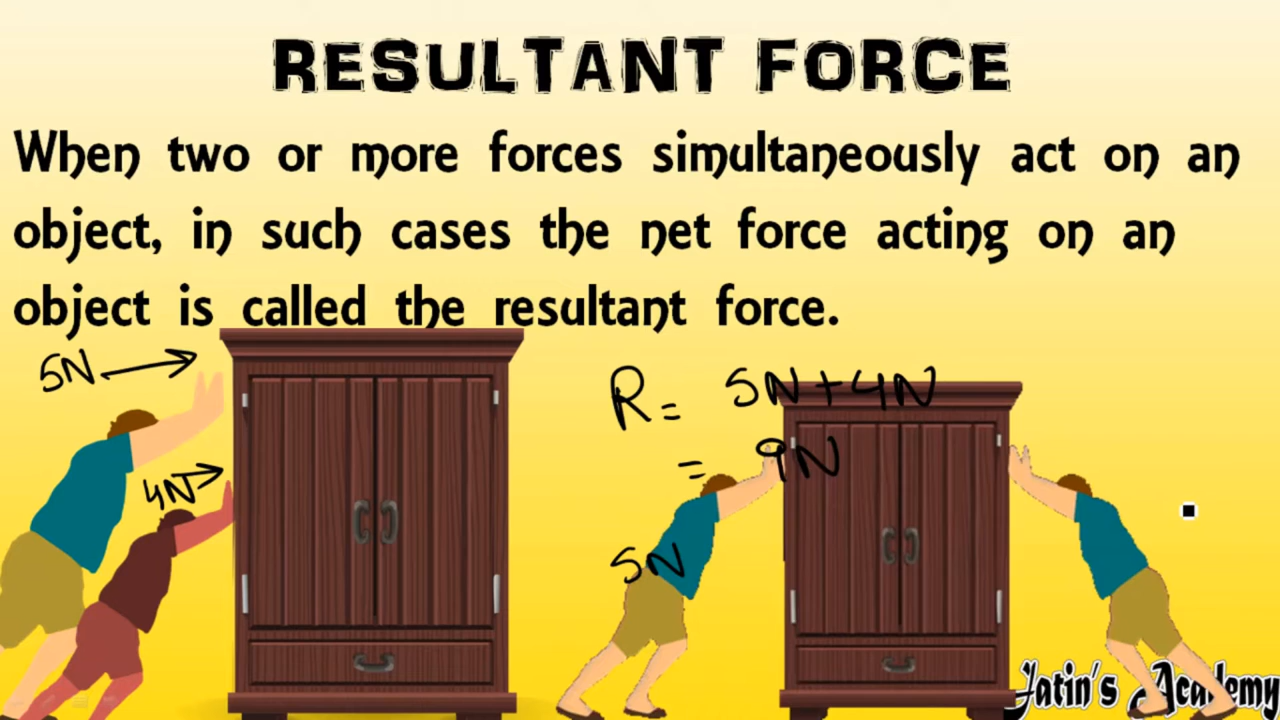 RESULTANT FORCE
When two or more forces simultaneously act on an
object, in such cases the net force acting on an
object is called the resultant force.
5N
4N
R = 5N+4N
= 9N
5N
Jatin's Academy